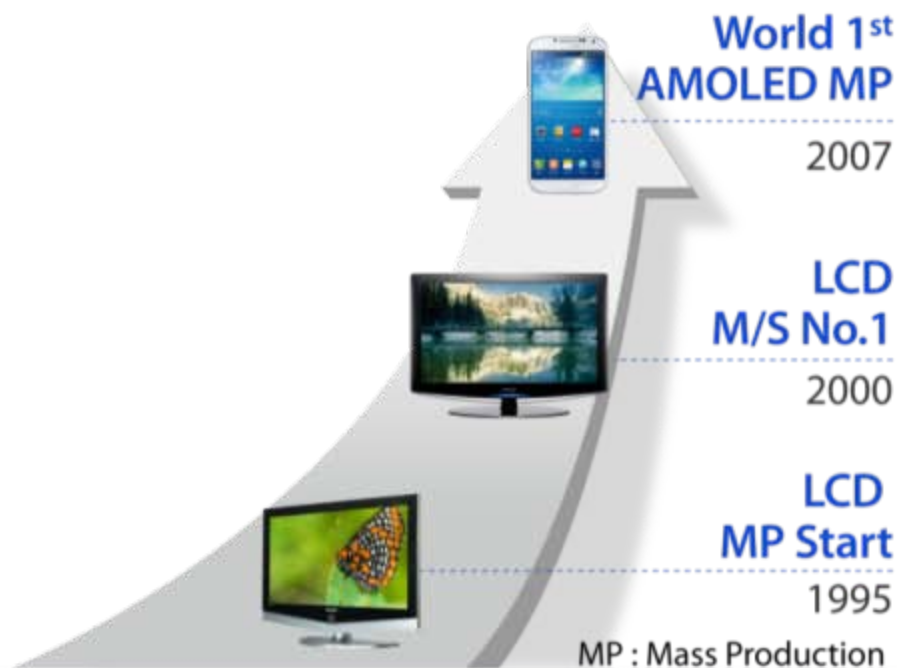 World 1st
AMOLED MP
2007
LCD
M/S No.1
2000
LCD
MP Start
1995
MP : Mass Production